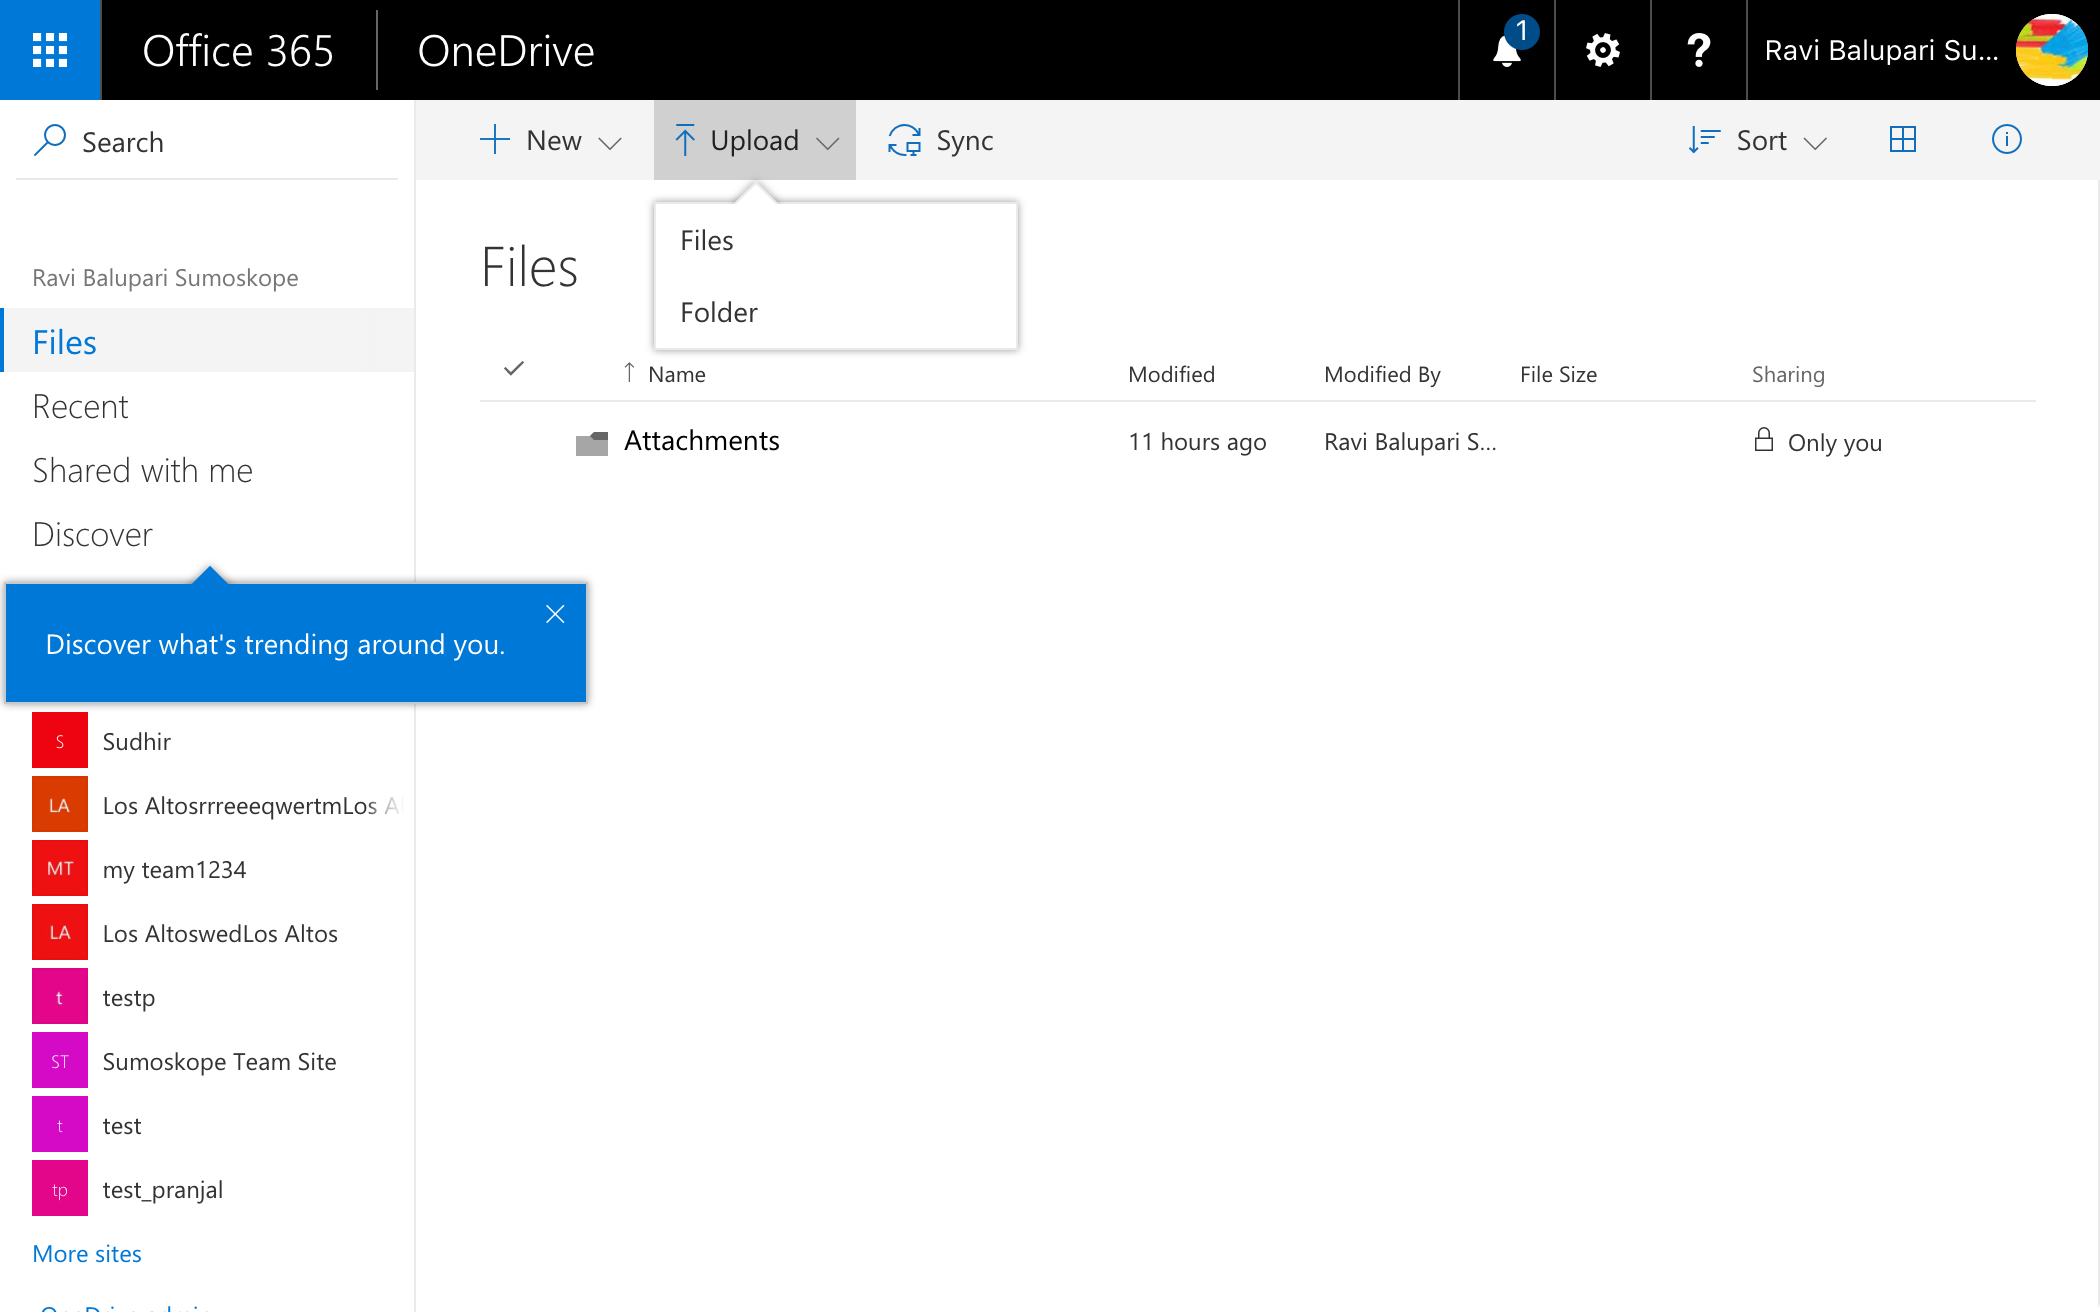 Office 365
OneDrive
1
Ravi Balupari Su...
Search
New
Upload
Sync
Sort
Files
Folder
Files
Ravi Balupari Sumoskope
Files
Recent
Shared with me
Discover
Name
Modified
Modified By
File Size
Sharing
Attachments
11 hours ago
Ravi Balupari S...
Only you
Discover what's trending around you.
S
Sudhir
LA
Los AltosrrreeeqwertmLos A
MT
my team1234
LA
Los AltoswedLos Altos
t
testp
ST
Sumoskope Team Site
t
test
tp
test_pranjal
More sites
OneDrive admin